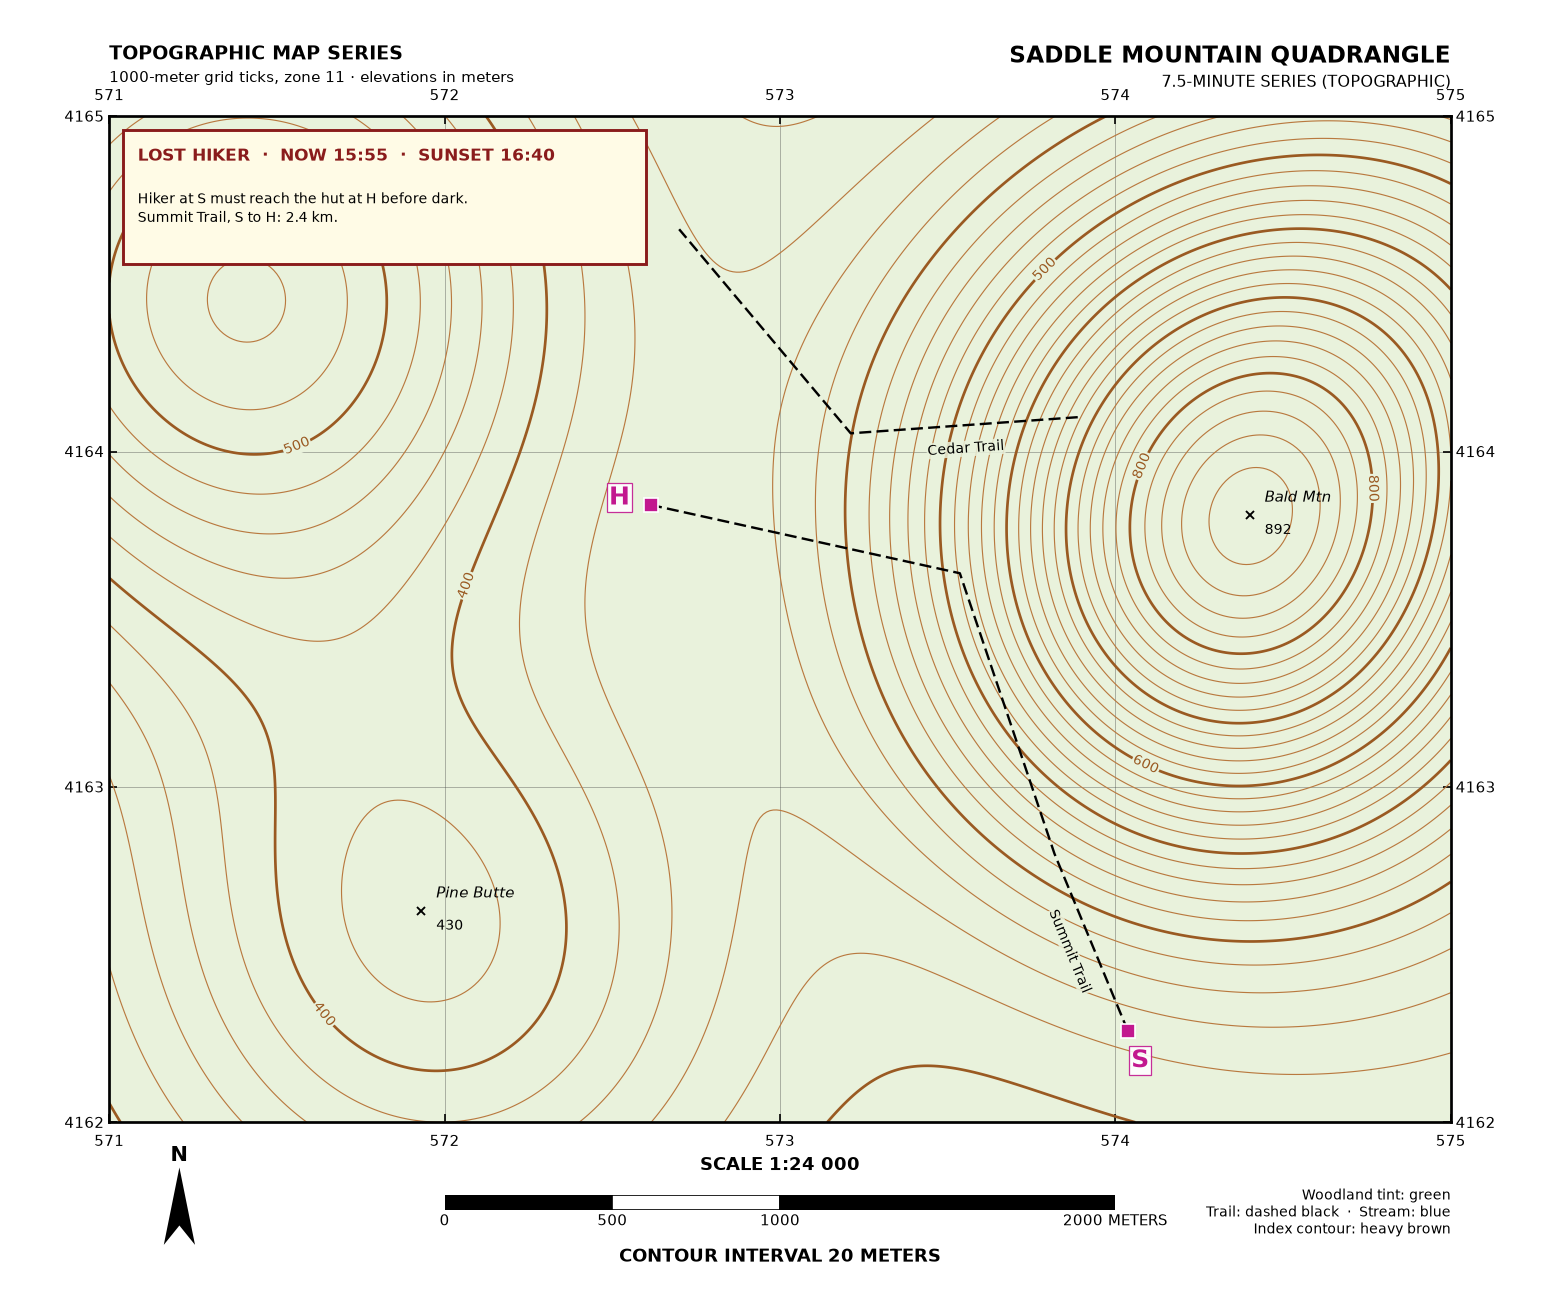 TOPOGRAPHIC MAP SERIES
1000-meter grid ticks, zone 11 · elevations in meters
SADDLE MOUNTAIN QUADRANGLE
7.5-MINUTE SERIES (TOPOGRAPHIC)
571 572 573 574 575
4165 4165
LOST HIKER · NOW 15:55 · SUNSET 16:40
Hiker at S must reach the hut at H before dark.
Summit Trail, S to H: 2.4 km.
500
500
Cedar Trail
4164 4164
800
800
H
Bald Mtn
892
400
600
4163 4163
Pine Butte
430
Summit Trail
400
S
4162 4162
571 572 573 574 575
N
SCALE 1:24 000
0 500 1000 2000 METERS
CONTOUR INTERVAL 20 METERS
Woodland tint: green
Trail: dashed black · Stream: blue
Index contour: heavy brown